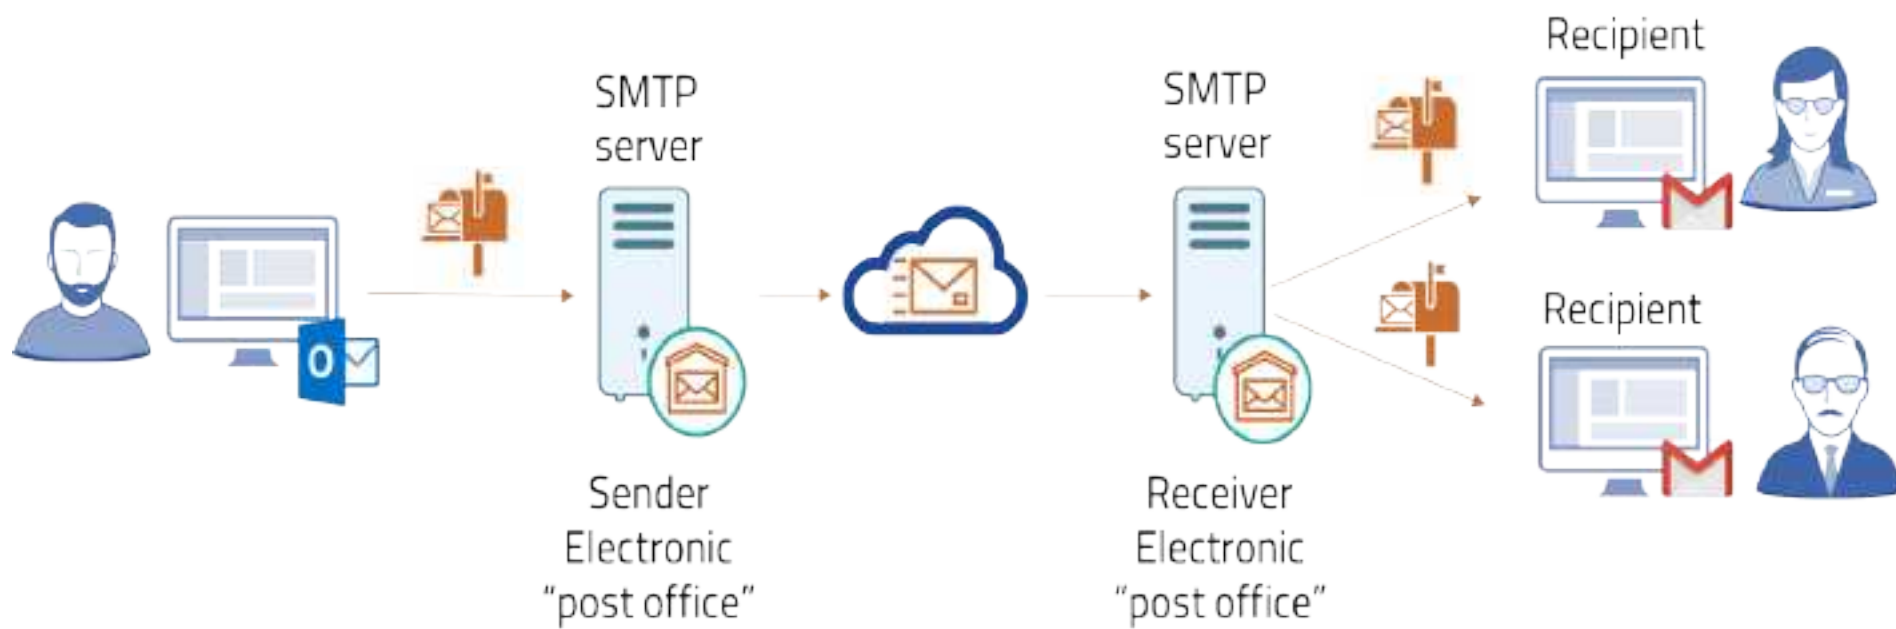 SMTP
server
Sender
Electronic
“post office”
SMTP
server
Receiver
Electronic
“post office”
Recipient
Recipient
O